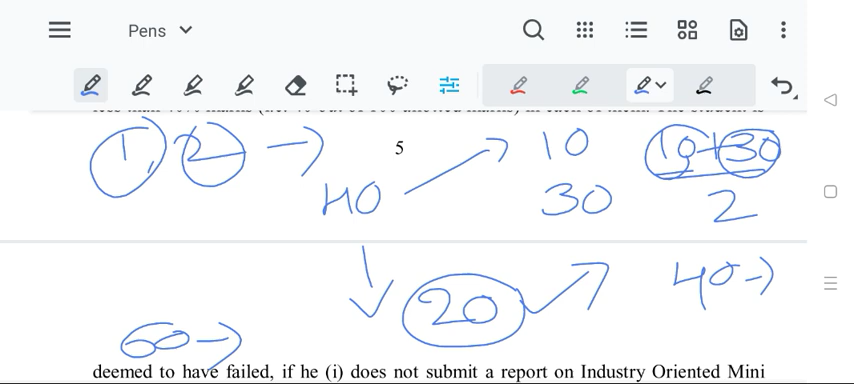 Pens
5
1, 2 → 40 → 10 10+30
30 2
↓ 20 → 40 →
60 →
deemed to have failed, if he (i) does not submit a report on Industry Oriented Mini